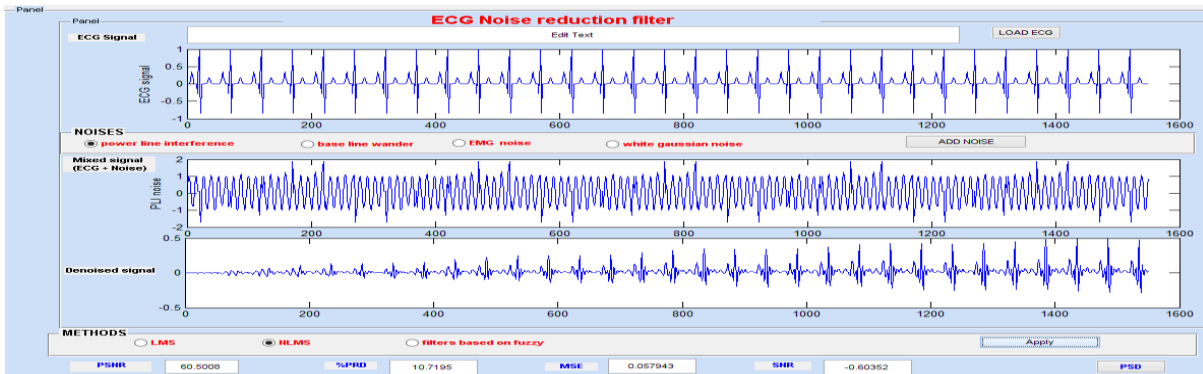 Panel
Panel
ECG Noise reduction filter
ECG Signal
Edit Text
LOAD ECG
ECG signal
1
0.5
0
-0.5
-1
0 200 400 600 800 1000 1200 1400 1600
NOISES
power line interference
base line wander
EMG noise
white gaussian noise
ADD NOISE
Mixed signal
(ECG + Noise)
PLI noise
2
1
0
-1
-2
0 200 400 600 800 1000 1200 1400 1600
Denoised signal
0.5
0
-0.5
0 200 400 600 800 1000 1200 1400 1600
METHODS
LMS
NLMS
filters based on fuzzy
Apply
PSNR 60.5008 %PRD 10.7195 MSE 0.057943 SNR -0.60352 PSD